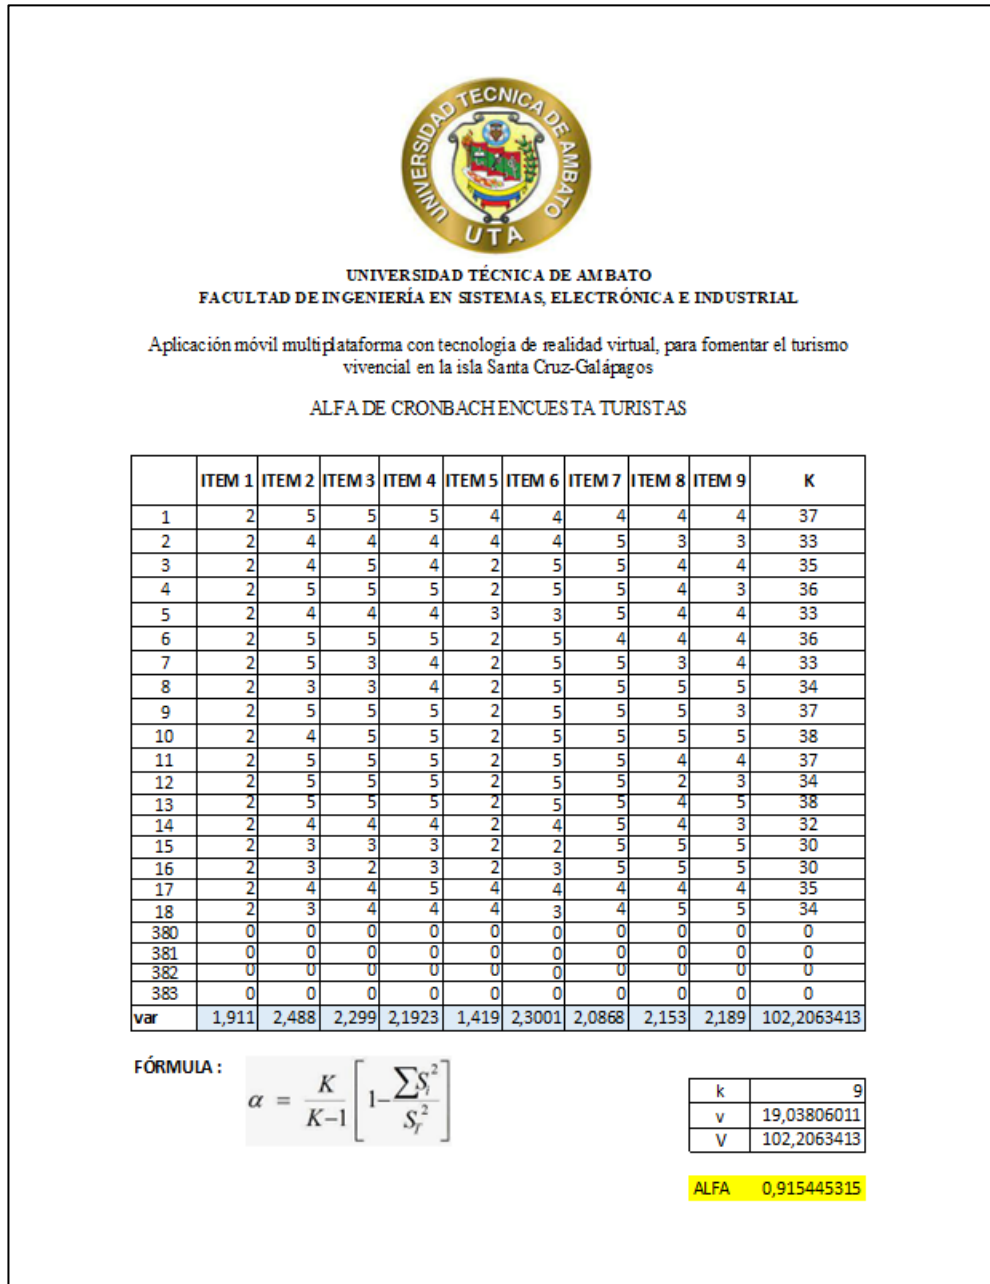 UNIVERSIDAD TECNICA DE AMBATO
UTA
UNIVERSIDAD TÉCNICA DE AMBATO
FACULTAD DE INGENIERÍA EN SISTEMAS, ELECTRÓNICA E INDUSTRIAL
Aplicación móvil multiplataforma con tecnología de realidad virtual, para fomentar el turismo
vivencial en la isla Santa Cruz-Galápagos
ALFA DE CRONBACH ENCUESTA TURISTAS
ITEM 1 ITEM 2 ITEM 3 ITEM 4 ITEM 5 ITEM 6 ITEM 7 ITEM 8 ITEM 9 K
1 2 5 5 5 4 4 4 4 4 37
2 2 4 4 4 4 4 5 3 3 33
3 2 4 5 4 2 5 5 4 4 35
4 2 5 5 5 2 5 5 4 3 36
5 2 4 4 4 3 3 5 4 4 33
6 2 5 5 5 2 5 4 4 4 36
7 2 5 3 4 2 5 5 3 4 33
8 2 3 3 4 2 5 5 5 5 34
9 2 5 5 5 2 5 5 5 3 37
10 2 4 5 5 2 5 5 5 5 38
11 2 5 5 5 2 5 5 4 4 37
12 2 5 5 5 2 5 5 2 3 34
13 2 5 5 5 2 5 5 4 5 38
14 2 4 4 4 2 4 5 4 3 32
15 2 3 3 3 2 2 5 5 5 30
16 2 3 2 3 2 3 5 5 5 30
17 2 4 4 5 4 4 4 4 4 35
18 2 3 4 4 4 3 4 5 5 34
380 0 0 0 0 0 0 0 0 0 0
381 0 0 0 0 0 0 0 0 0 0
382 0 0 0 0 0 0 0 0 0 0
383 0 0 0 0 0 0 0 0 0 0
var 1,911 2,488 2,299 2,1923 1,419 2,3001 2,0868 2,153 2,189 102,2063413
FÓRMULA :
α = K/(K−1) [1−∑Sᵢ²/S_T²]
k 9
v 19,03806011
V 102,2063413
ALFA 0,915445315